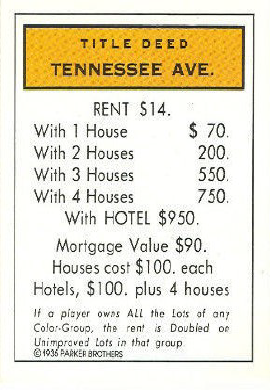 TITLE DEED
TENNESSEE AVE.
RENT $14.
With 1 House $ 70.
With 2 Houses 200.
With 3 Houses 550.
With 4 Houses 750.
With HOTEL $950.
Mortgage Value $90.
Houses cost $100. each
Hotels, $100. plus 4 houses
If a player owns ALL the Lots of any
Color-Group, the rent is Doubled on
Unimproved Lots in that group.
©1936 PARKER BROTHERS